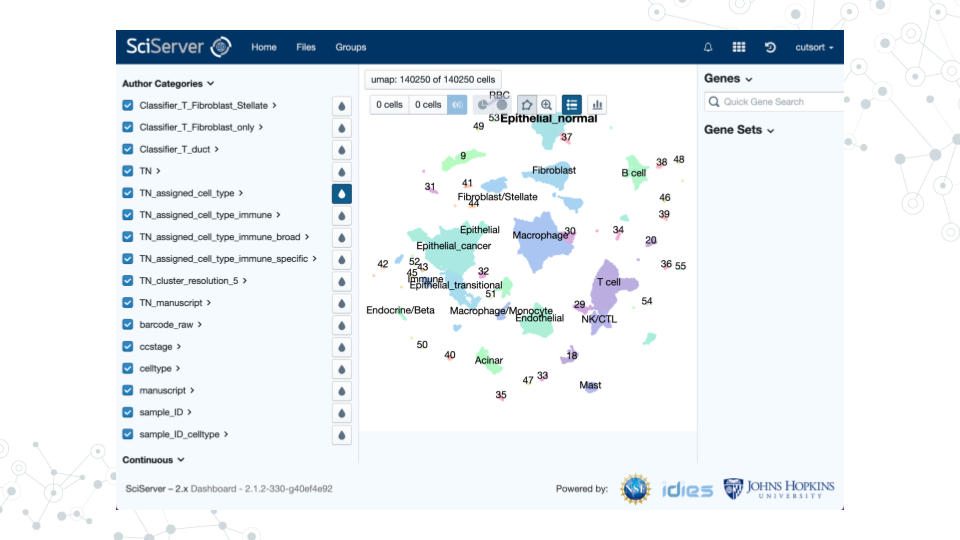 SciServer
Home
Files
Groups
cutsort
Author Categories
Classifier_T_Fibroblast_Stellate
Classifier_T_Fibroblast_only
Classifier_T_duct
TN
TN_assigned_cell_type
TN_assigned_cell_type_immune
TN_assigned_cell_type_immune_broad
TN_assigned_cell_type_immune_specific
TN_cluster_resolution_5
TN_manuscript
barcode_raw
ccstage
celltype
manuscript
sample_ID
sample_ID_celltype
Continuous
umap: 140250 of 140250 cells
0 cells
0 cells
RBC
53
Epithelial_normal
49
37
9
Fibroblast
B cell
38
48
31
41
Fibroblast/Stellate
44
46
39
Epithelial
Macrophage
30
34
20
Epithelial_cancer
42
52
43
45
32
36
55
Immune
Epithelial_transitional
T cell
51
29
54
Endocrine/Beta
Macrophage/Monocyte
Endothelial
NK/CTL
50
40
Acinar
18
47
33
Mast
35
Genes
Quick Gene Search
Gene Sets
SciServer – 2.x Dashboard - 2.1.2-330-g40ef4e92
Powered by:
NSF
idies
JOHNS HOPKINS
UNIVERSITY